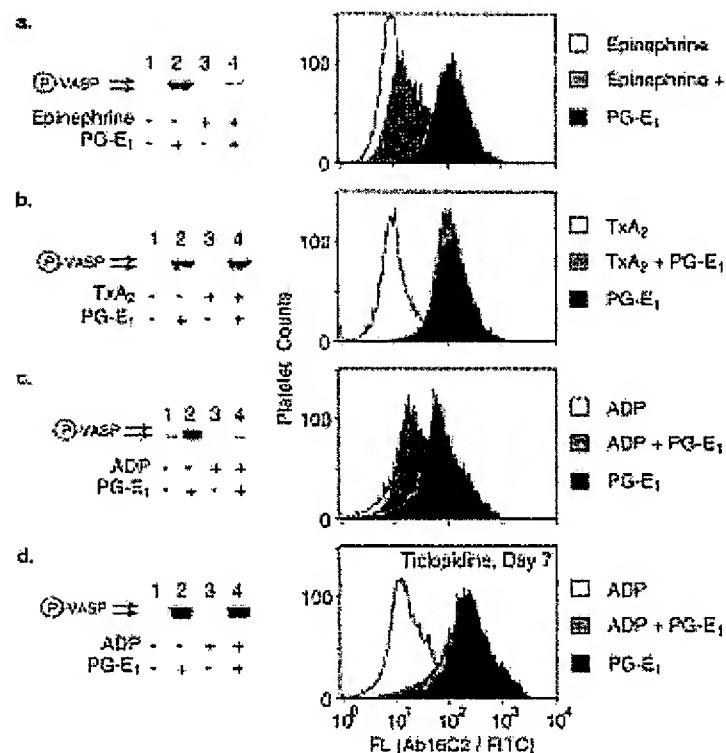 a.
1 2 3 4
P VASP
Epinephrine - - + +
PG-E1 - + - +
100
0
Epinephrine
Epinephrine +
PG-E1
b.
1 2 3 4
P VASP
TxA2 - - + +
PG-E1 - + - +
100
0
TxA2
TxA2 + PG-E1
PG-E1
Platelet Counts
c.
1 2 3 4
P VASP
ADP - - + +
PG-E1 - + - +
100
0
ADP
ADP + PG-E1
PG-E1
d.
1 2 3 4
P VASP
ADP - - + +
PG-E1 - + - +
Ticlopidine, Day 7
100
0
ADP
ADP + PG-E1
PG-E1
10^0 10^1 10^2 10^3 10^4
FL [Ab16C2 / FITC]